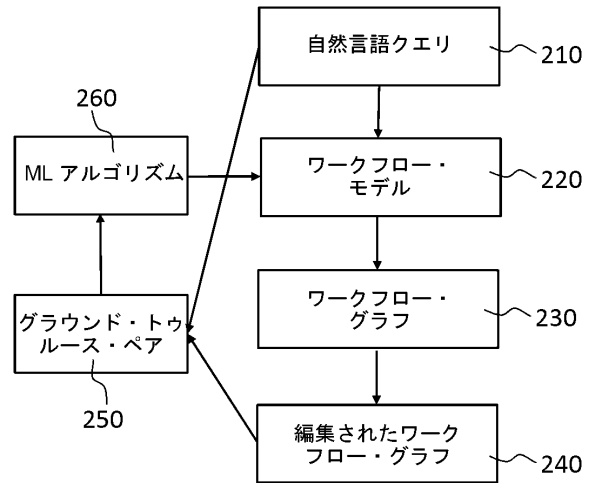 自然言語クエリ
210
260
ML アルゴリズム
ワークフロー・
モデル
220
グラウンド・トゥ
ルース・ペア
250
ワークフロー・
グラフ
230
編集されたワーク
フロー・グラフ
240